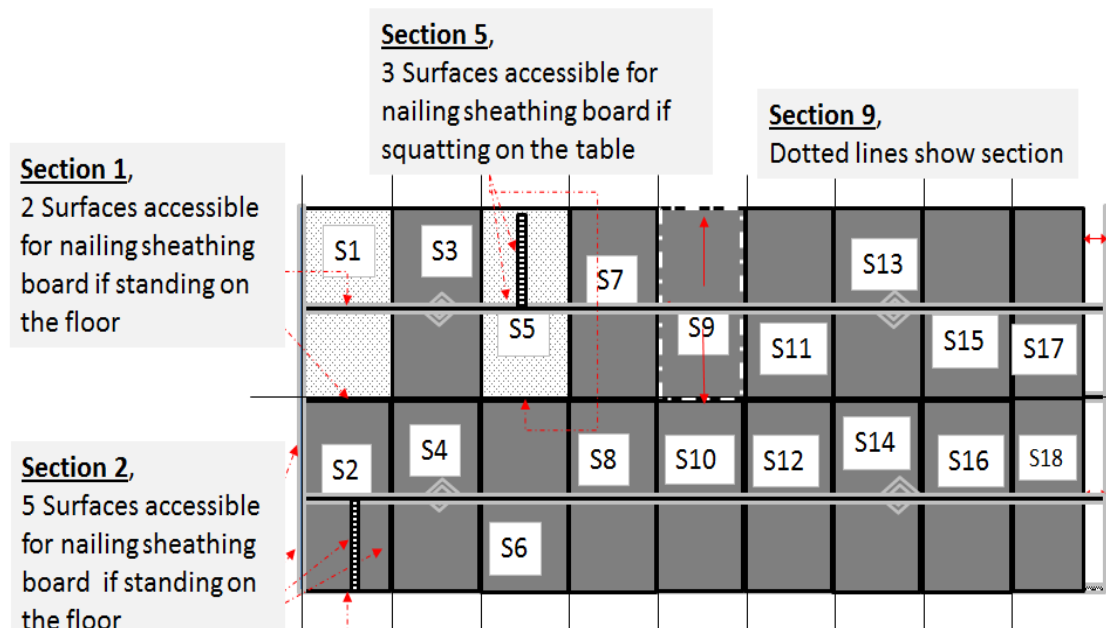 Section 5,
3 Surfaces accessible for
nailing sheathing board if
squatting on the table
Section 9,
Dotted lines show section
Section 1,
2 Surfaces accessible
for nailing sheathing
board if standing on
the floor
S1
S3
S5
S7
S9
S11
S13
S15
S17
Section 2,
5 Surfaces accessible
for nailing sheathing
board if standing on
the floor
S2
S4
S6
S8
S10
S12
S14
S16
S18